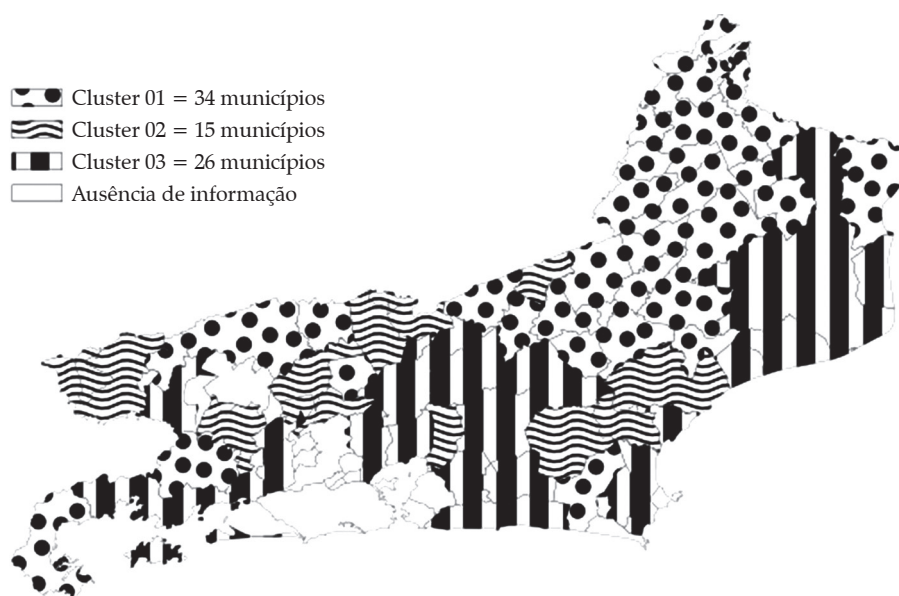 Cluster 01 = 34 municípios
Cluster 02 = 15 municípios
Cluster 03 = 26 municípios
Ausência de informação